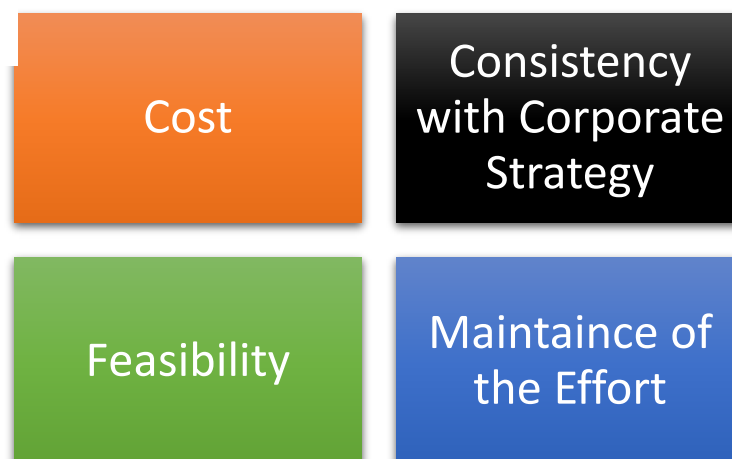 Cost
Consistency
with Corporate
Strategy
Feasibility
Maintaince of
the Effort